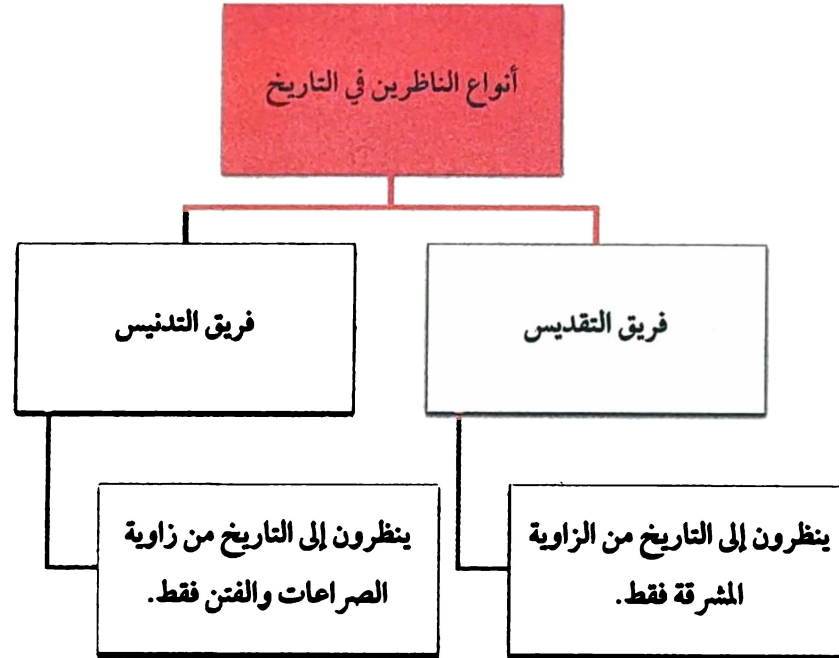 أنواع الناظرين في التاريخ
فريق التقديس
فريق التدنيس
ينظرون إلى التاريخ من الزاوية
المشرقة فقط.
ينظرون إلى التاريخ من زاوية
الصراعات والفتن فقط.